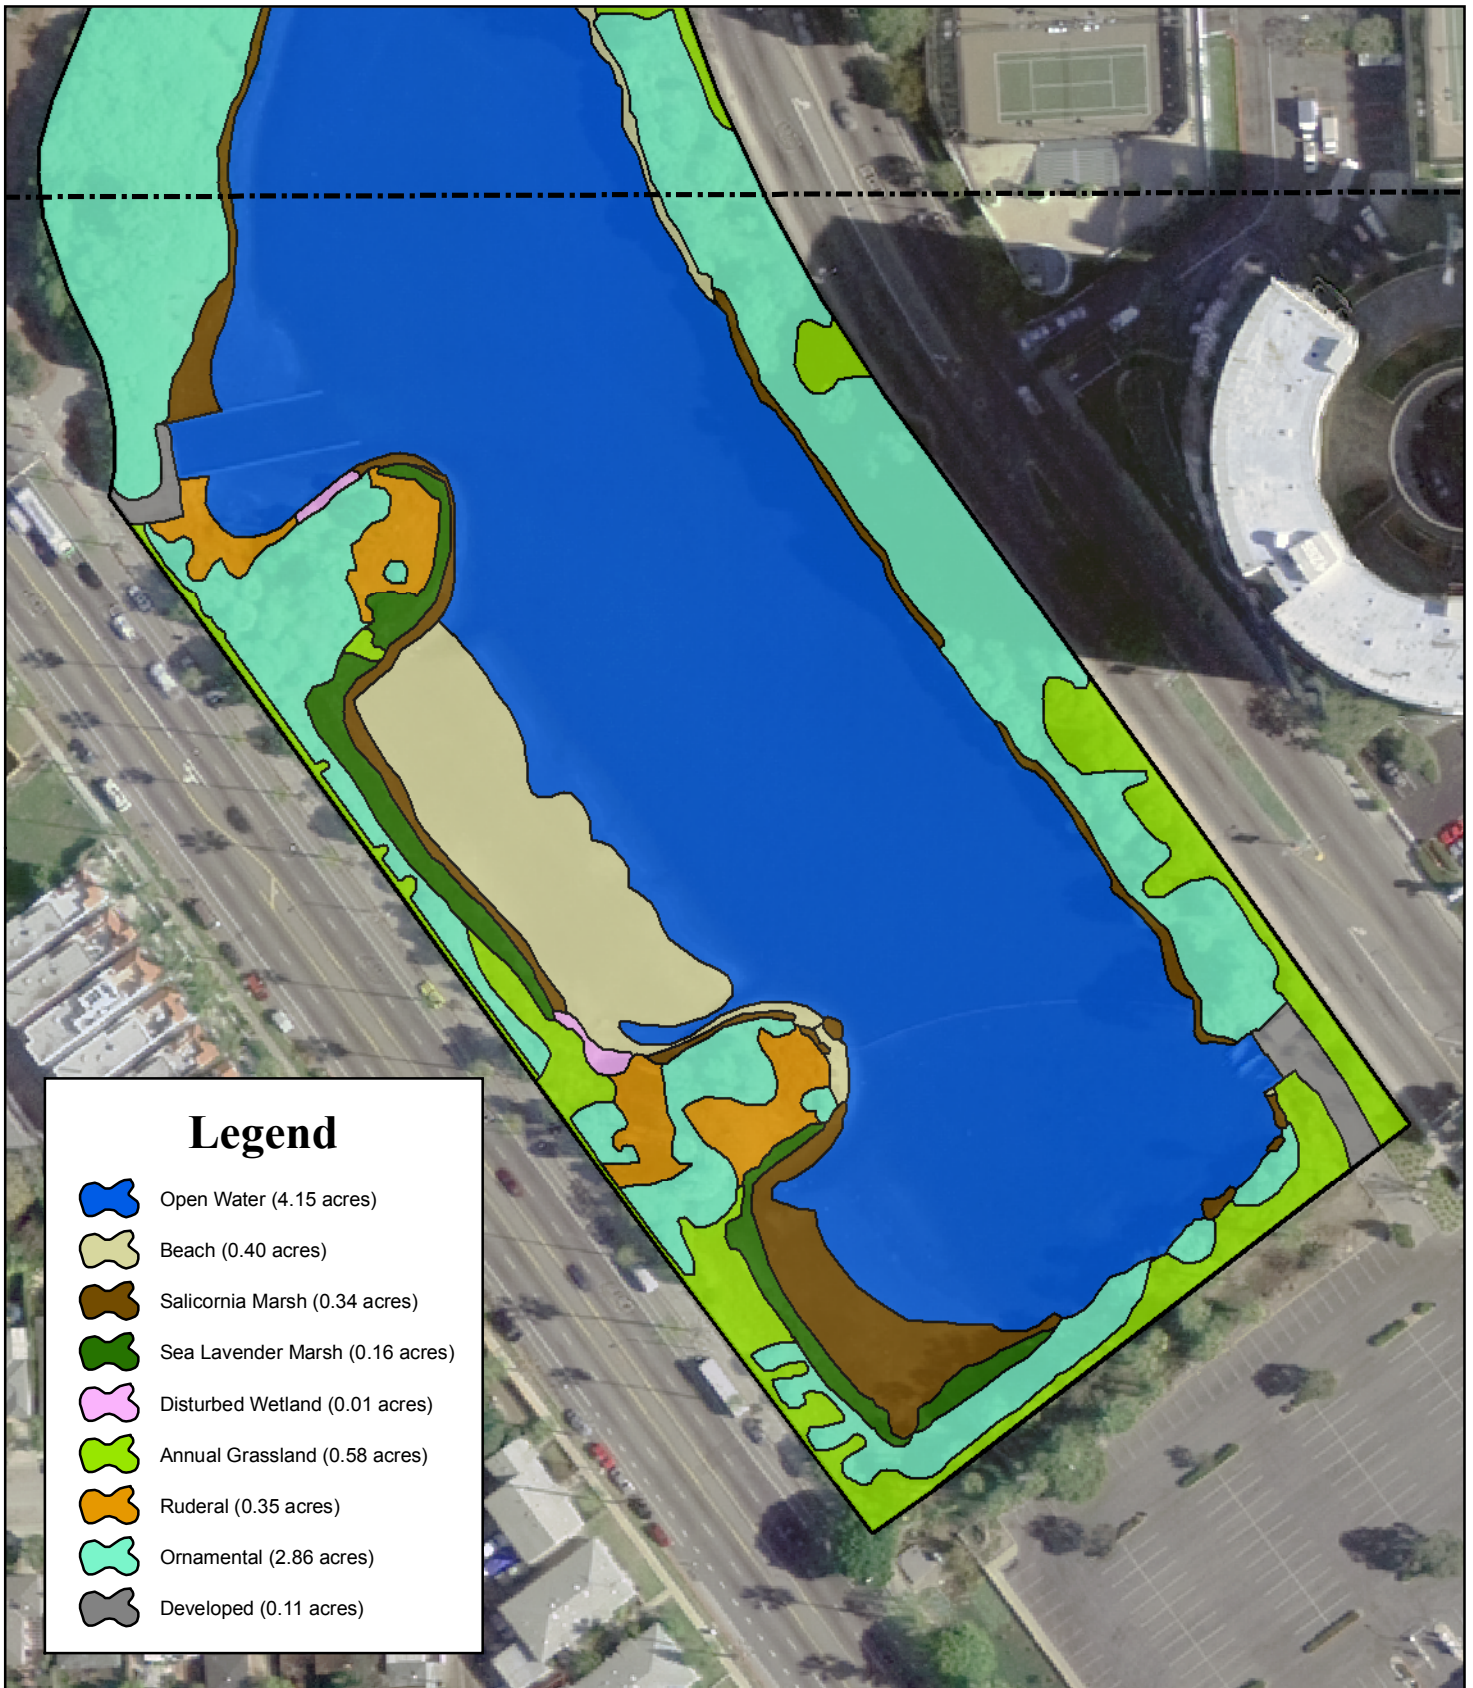 Legend
Open Water (4.15 acres)
Beach (0.40 acres)
Salicornia Marsh (0.34 acres)
Sea Lavender Marsh (0.16 acres)
Disturbed Wetland (0.01 acres)
Annual Grassland (0.58 acres)
Ruderal (0.35 acres)
Ornamental (2.86 acres)
Developed (0.11 acres)